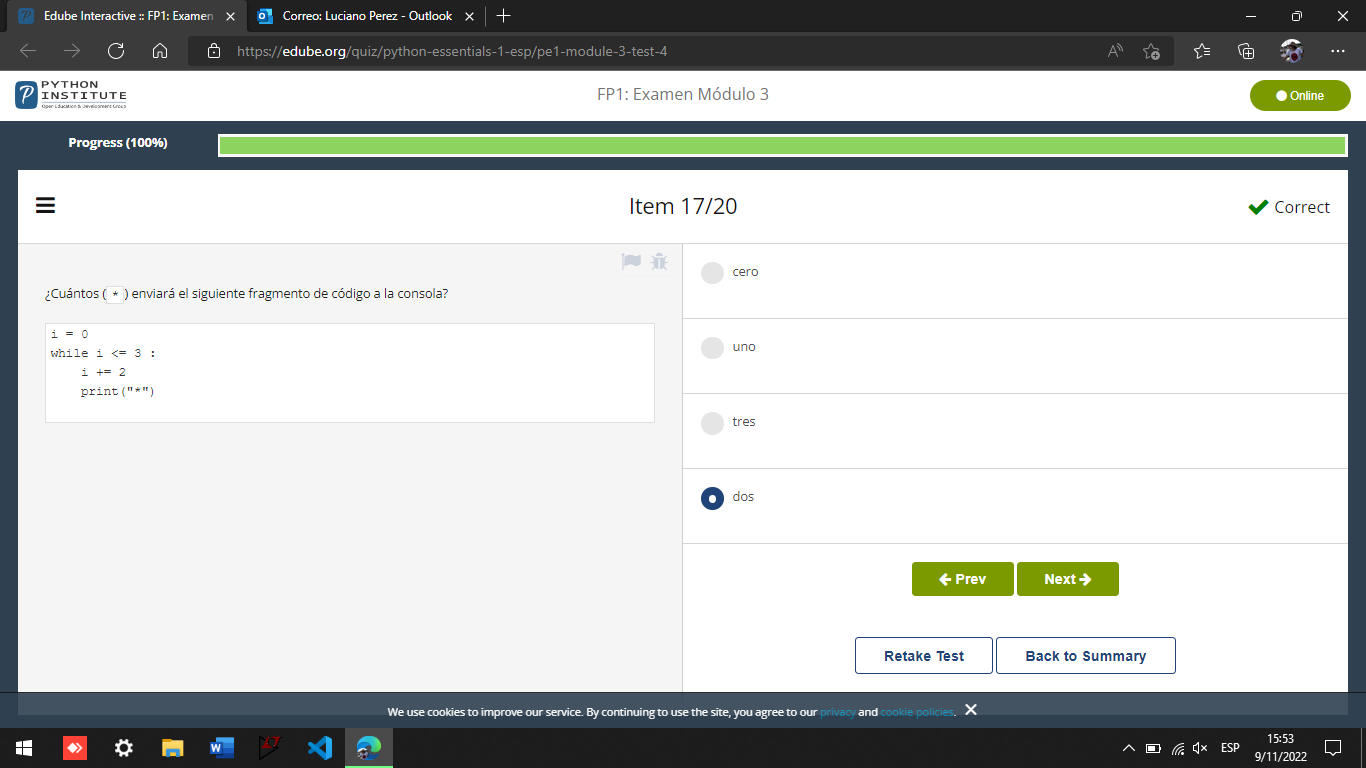 Edube Interactive :: FP1: Examen
Correo: Luciano Perez - Outlook
https://edube.org/quiz/python-essentials-1-esp/pe1-module-3-test-4
PYTHON
INSTITUTE
Open Education & Development Group
FP1: Examen Módulo 3
Online
Progress (100%)
Item 17/20
Correct
¿Cuántos ( * ) enviará el siguiente fragmento de código a la consola?
i = 0
while i <= 3 :
    i += 2
    print("*")
cero
uno
tres
dos
Prev
Next
Retake Test
Back to Summary
We use cookies to improve our service. By continuing to use the site, you agree to our privacy and cookie policies.
ESP
15:53
9/11/2022